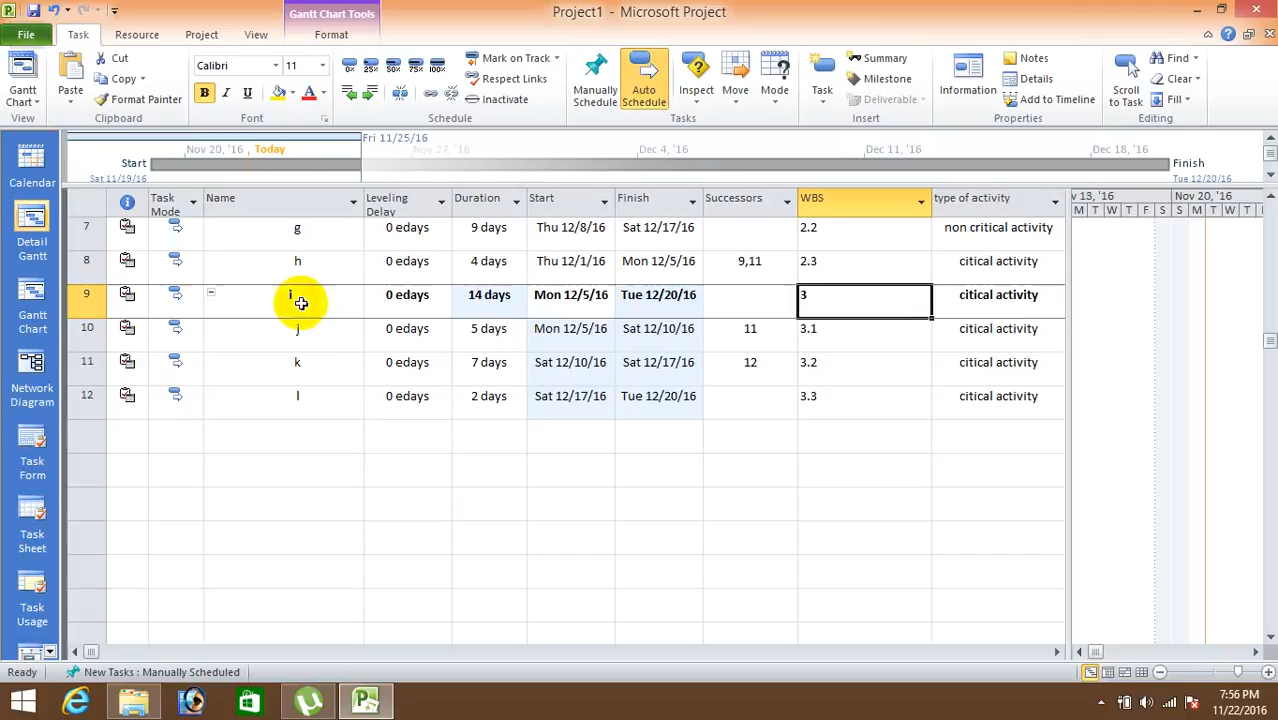 Gantt Chart Tools
Project1 - Microsoft Project
File
Task
Resource
Project
View
Format
Gantt
Chart
View
Paste
Cut
Copy
Format Painter
Clipboard
Calibri
11
B
I
U
A
Font
0%
25%
50%
75%
100%
Mark on Track
Respect Links
Inactivate
Schedule
Manually
Schedule
Auto
Schedule
Inspect
Move
Mode
Tasks
Task
Summary
Milestone
Deliverable
Insert
Information
Notes
Details
Add to Timeline
Properties
Scroll
to Task
Find
Clear
Fill
Editing
Fri 11/25/16
Nov 20, '16
Today
Nov 27, '16
Dec 4, '16
Dec 11, '16
Dec 18, '16
Start
Sat 11/19/16
Finish
Tue 12/20/16
Calendar
Detail
Gantt
Gantt
Chart
Network
Diagram
Task
Form
Task
Sheet
Task
Usage
Task Mode Name Leveling Delay Duration Start Finish Successors WBS type of activity
13, '16 Nov 20, '16
M T W T F S S M T W T F
7 g 0 edays 9 days Thu 12/8/16 Sat 12/17/16 2.2 non critical activity
8 h 0 edays 4 days Thu 12/1/16 Mon 12/5/16 9,11 2.3 citical activity
9 i 0 edays 14 days Mon 12/5/16 Tue 12/20/16 3 citical activity
10 j 0 edays 5 days Mon 12/5/16 Sat 12/10/16 11 3.1 citical activity
11 k 0 edays 7 days Sat 12/10/16 Sat 12/17/16 12 3.2 citical activity
12 l 0 edays 2 days Sat 12/17/16 Tue 12/20/16 3.3 citical activity
Ready
New Tasks : Manually Scheduled
7:56 PM
11/22/2016